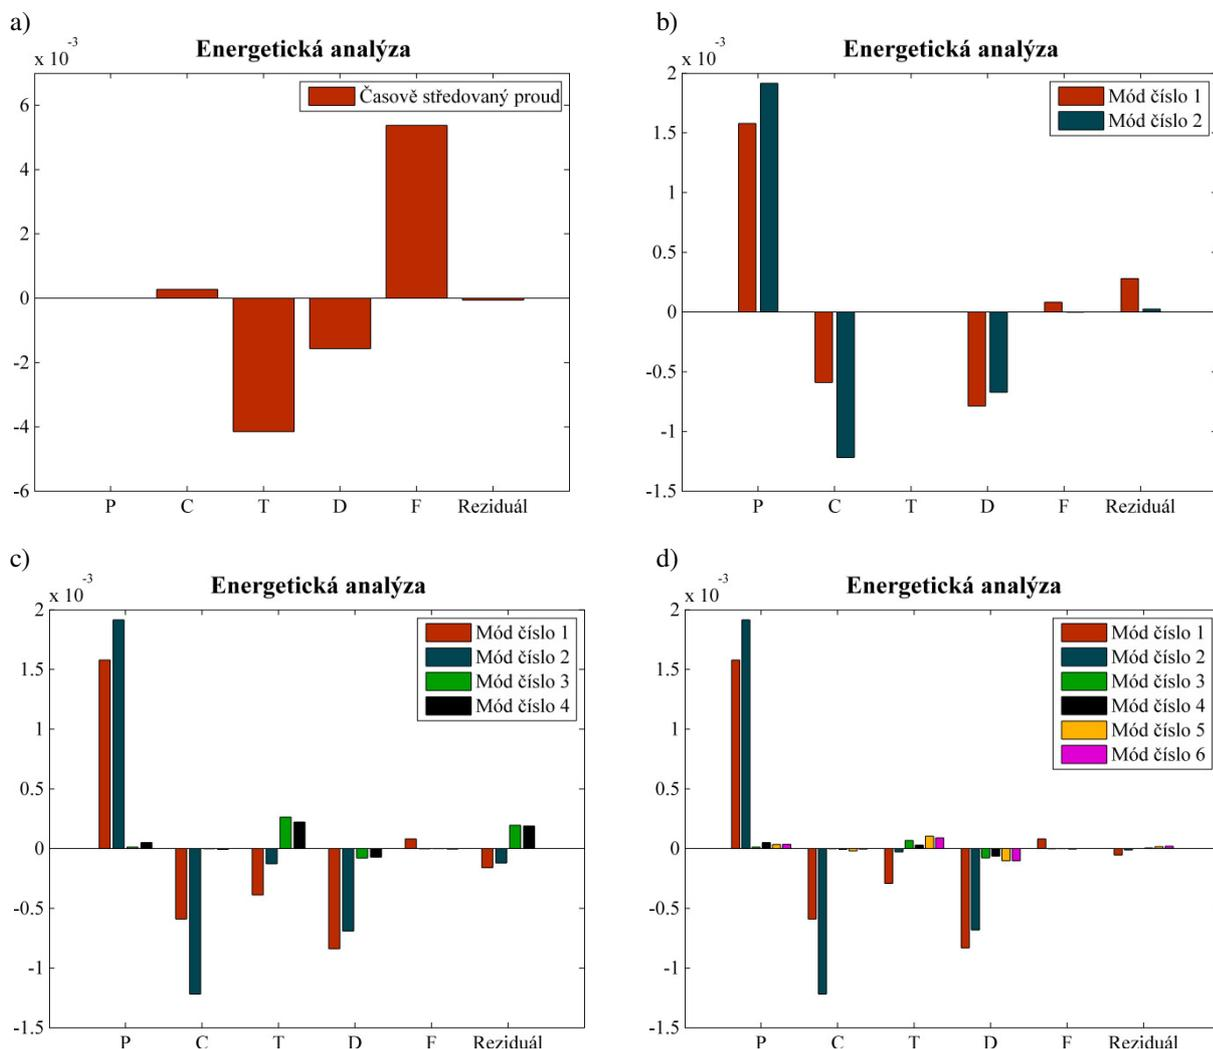 a)
Energetická analýza
x 10^-3
Časově středovaný proud
6
4
2
0
-2
-4
-6
P C T D F Reziduál
b)
Energetická analýza
x 10^-3
Mód číslo 1
Mód číslo 2
2
1.5
1
0.5
0
-0.5
-1
-1.5
P C T D F Reziduál
c)
Energetická analýza
x 10^-3
Mód číslo 1
Mód číslo 2
Mód číslo 3
Mód číslo 4
2
1.5
1
0.5
0
-0.5
-1
-1.5
P C T D F Reziduál
d)
Energetická analýza
x 10^-3
Mód číslo 1
Mód číslo 2
Mód číslo 3
Mód číslo 4
Mód číslo 5
Mód číslo 6
2
1.5
1
0.5
0
-0.5
-1
-1.5
P C T D F Reziduál